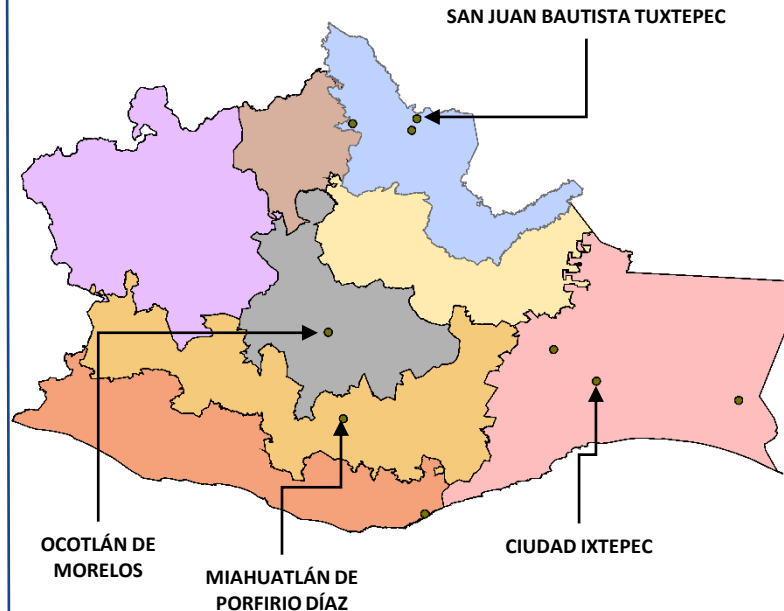 SAN JUAN BAUTISTA TUXTEPEC
OCOTLÁN DE
MORELOS
MIAHUATLÁN DE
PORFIRIO DÍAZ
CIUDAD IXTEPEC